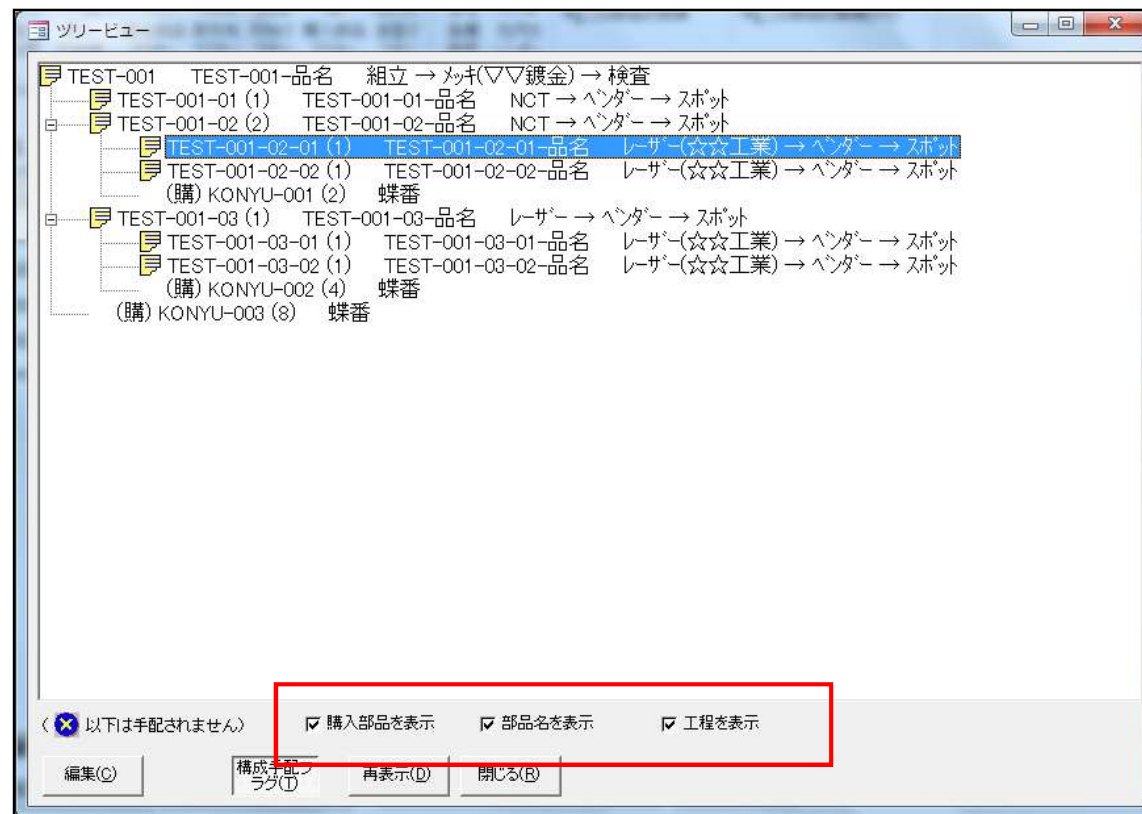 ツリービュー
TEST-001 TEST-001-品名 組立 → メッキ(▽▽鍍金) → 検査
TEST-001-01 (1) TEST-001-01-品名 NCT → ベンダー → スポット
TEST-001-02 (2) TEST-001-02-品名 NCT → ベンダー → スポット
TEST-001-02-01 (1) TEST-001-02-01-品名 レーザー(☆☆工業) → ベンダー → スポット
TEST-001-02-02 (1) TEST-001-02-02-品名 レーザー(☆☆工業) → ベンダー → スポット
(購) KONYU-001 (2) 蝶番
TEST-001-03 (1) TEST-001-03-品名 レーザー → ベンダー → スポット
TEST-001-03-01 (1) TEST-001-03-01-品名 レーザー(☆☆工業) → ベンダー → スポット
TEST-001-03-02 (1) TEST-001-03-02-品名 レーザー(☆☆工業) → ベンダー → スポット
(購) KONYU-002 (4) 蝶番
(購) KONYU-003 (8) 蝶番
( 以下は手配されません) 購入部品を表示 部品名を表示 工程を表示
編集(C) 構成手配フ
ラグ(T) 再表示(D) 閉じる(R)